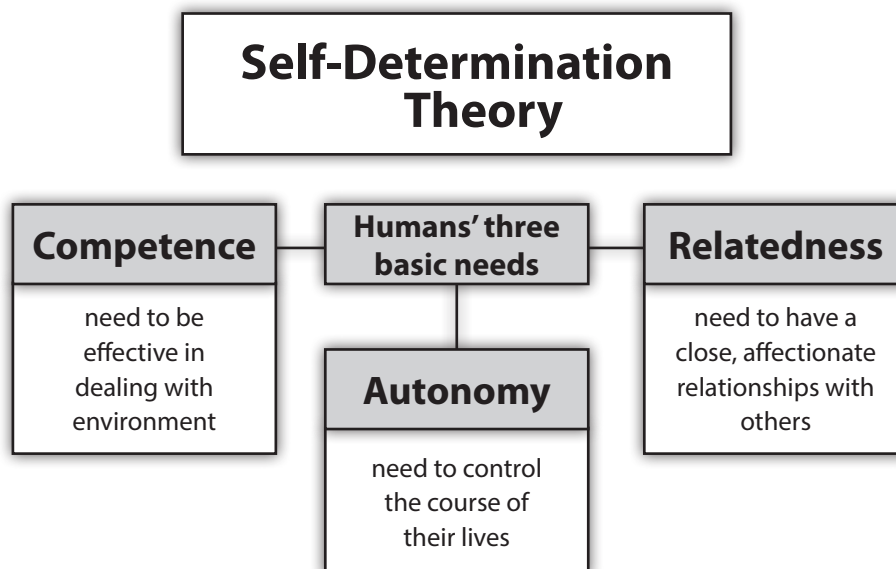 Self-Determination
Theory
Competence
need to be
effective in
dealing with
environment
Humans' three
basic needs
Autonomy
need to control
the course of
their lives
Relatedness
need to have a
close, affectionate
relationships with
others